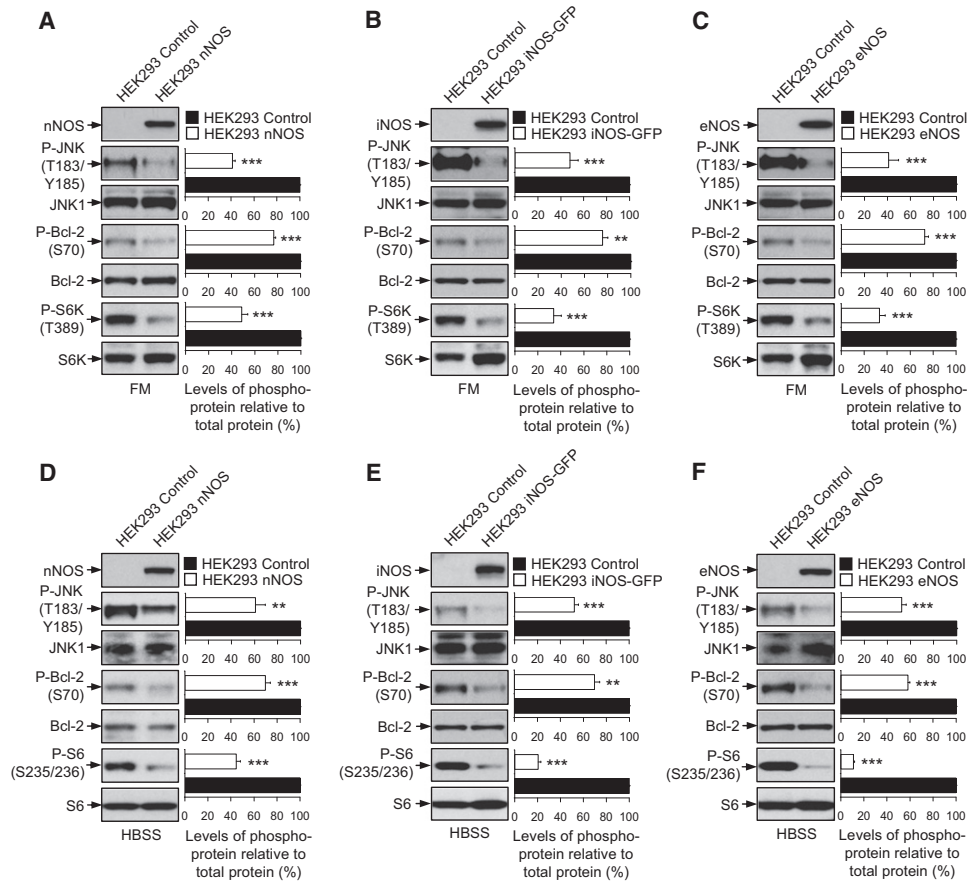 A
HEK293 Control
HEK293 nNOS
nNOS
HEK293 Control
HEK293 nNOS
P-JNK
(T183/
Y185)
***
JNK1
0 20 40 60 80 100
P-Bcl-2
(S70)
***
Bcl-2
0 20 40 60 80 100
P-S6K
(T389)
***
S6K
0 20 40 60 80 100
FM
Levels of phospho-
protein relative to
total protein (%)
B
HEK293 Control
HEK293 iNOS-GFP
iNOS
HEK293 Control
HEK293 iNOS-GFP
P-JNK
(T183/
Y185)
***
JNK1
0 20 40 60 80 100
P-Bcl-2
(S70)
**
Bcl-2
0 20 40 60 80 100
P-S6K
(T389)
***
S6K
0 20 40 60 80 100
FM
Levels of phospho-
protein relative to
total protein (%)
C
HEK293 Control
HEK293 eNOS
eNOS
HEK293 Control
HEK293 eNOS
P-JNK
(T183/
Y185)
***
JNK1
0 20 40 60 80 100
P-Bcl-2
(S70)
***
Bcl-2
0 20 40 60 80 100
P-S6K
(T389)
***
S6K
0 20 40 60 80 100
FM
Levels of phospho-
protein relative to
total protein (%)
D
HEK293 Control
HEK293 nNOS
nNOS
HEK293 Control
HEK293 nNOS
P-JNK
(T183/
Y185)
**
JNK1
0 20 40 60 80 100
P-Bcl-2
(S70)
***
Bcl-2
0 20 40 60 80 100
P-S6
(S235/236)
***
S6
0 20 40 60 80 100
HBSS
Levels of phospho-
protein relative to
total protein (%)
E
HEK293 Control
HEK293 iNOS-GFP
iNOS
HEK293 Control
HEK293 iNOS-GFP
P-JNK
(T183/
Y185)
***
JNK1
0 20 40 60 80 100
P-Bcl-2
(S70)
**
Bcl-2
0 20 40 60 80 100
P-S6
(S235/236)
***
S6
0 20 40 60 80 100
HBSS
Levels of phospho-
protein relative to
total protein (%)
F
HEK293 Control
HEK293 eNOS
eNOS
HEK293 Control
HEK293 eNOS
P-JNK
(T183/
Y185)
***
JNK1
0 20 40 60 80 100
P-Bcl-2
(S70)
***
Bcl-2
0 20 40 60 80 100
P-S6
(S235/236)
***
S6
0 20 40 60 80 100
HBSS
Levels of phospho-
protein relative to
total protein (%)